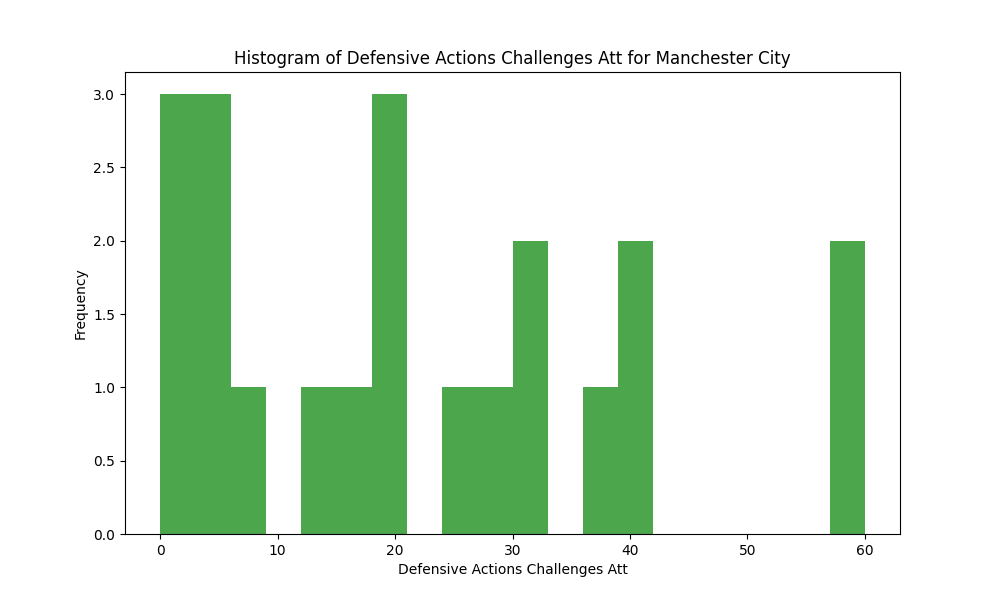 Histogram of Defensive Actions Challenges Att for Manchester City
3.0
2.5
2.0
1.5
1.0
0.5
0.0
Frequency
0 10 20 30 40 50 60
Defensive Actions Challenges Att